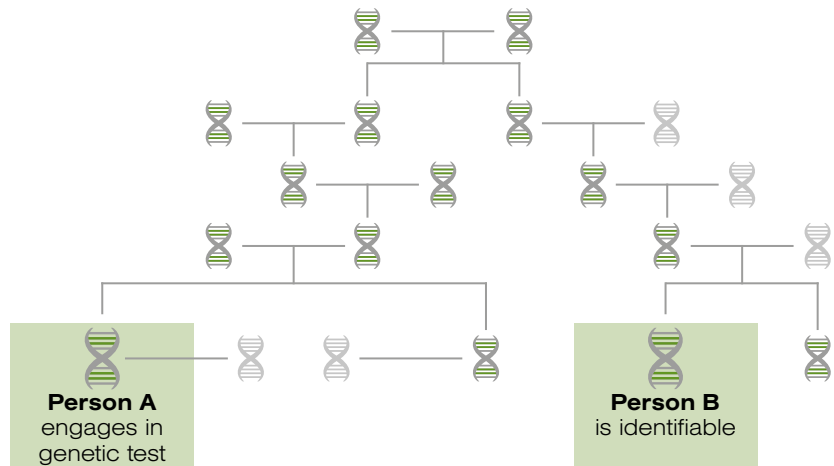 Person A
engages in
genetic test
Person B
is identifiable